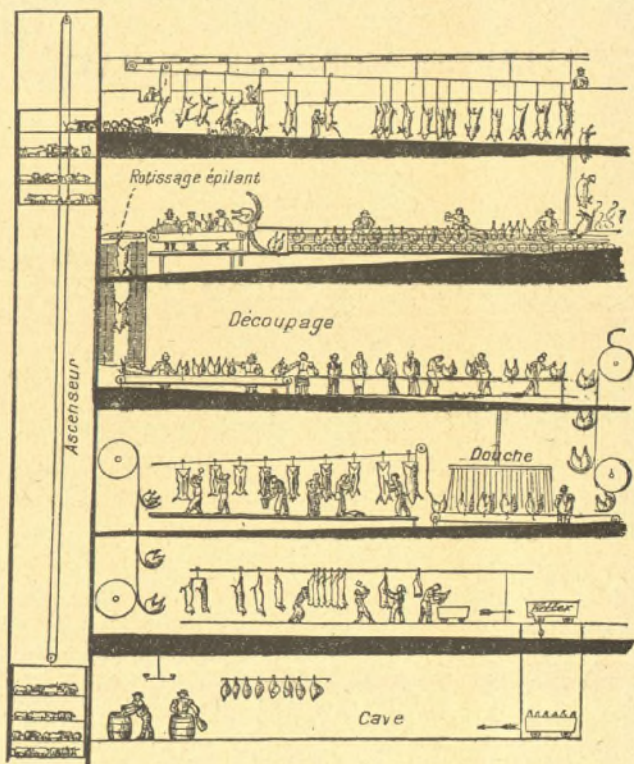 Rotissage épilant
Découpage
Ascenseur
Douche
Cave